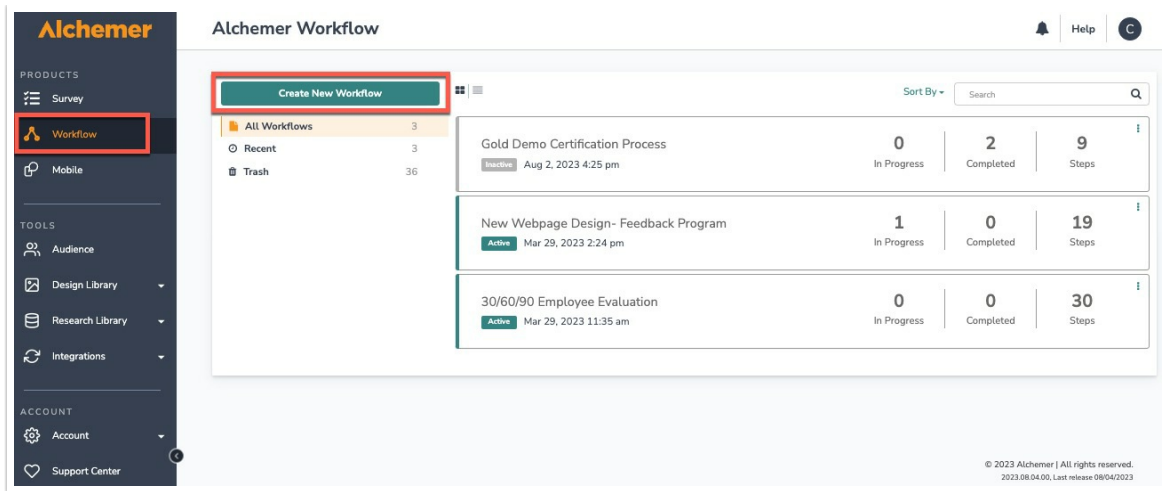 Alchemer
Alchemer Workflow
Help
C
PRODUCTS
Survey
Workflow
Mobile
TOOLS
Audience
Design Library
Research Library
Integrations
ACCOUNT
Account
Support Center
Create New Workflow
All Workflows 3
Recent 3
Trash 36
Sort By
Search
Gold Demo Certification Process
Inactive Aug 2, 2023 4:25 pm
0 2 9
In Progress Completed Steps
New Webpage Design- Feedback Program
Active Mar 29, 2023 2:24 pm
1 0 19
In Progress Completed Steps
30/60/90 Employee Evaluation
Active Mar 29, 2023 11:35 am
0 0 30
In Progress Completed Steps
© 2023 Alchemer | All rights reserved.
2023.08.04.00, Last release 08/04/2023